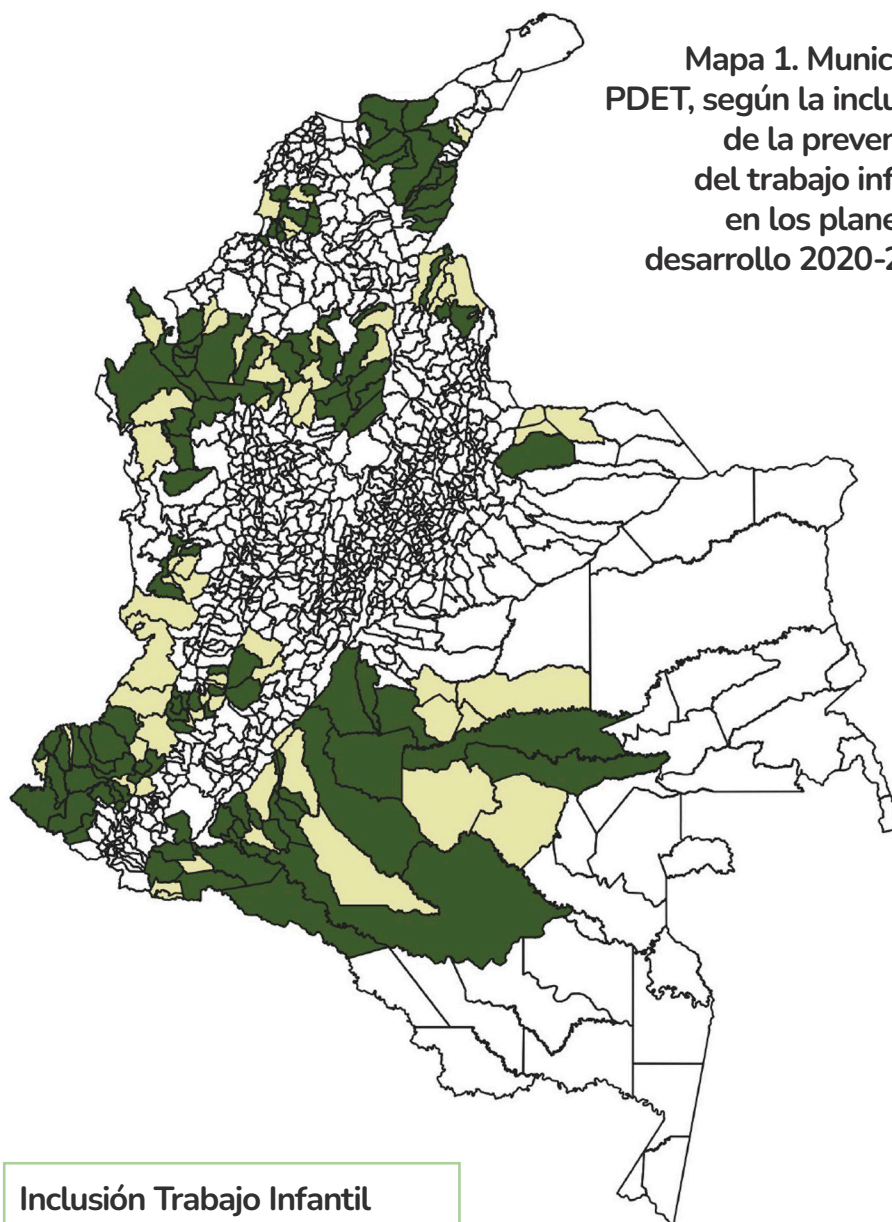 Mapa 1. Munic
PDET, según la inclu
de la preven
del trabajo inf
en los plane
desarrollo 2020-2
Inclusión Trabajo Infantil